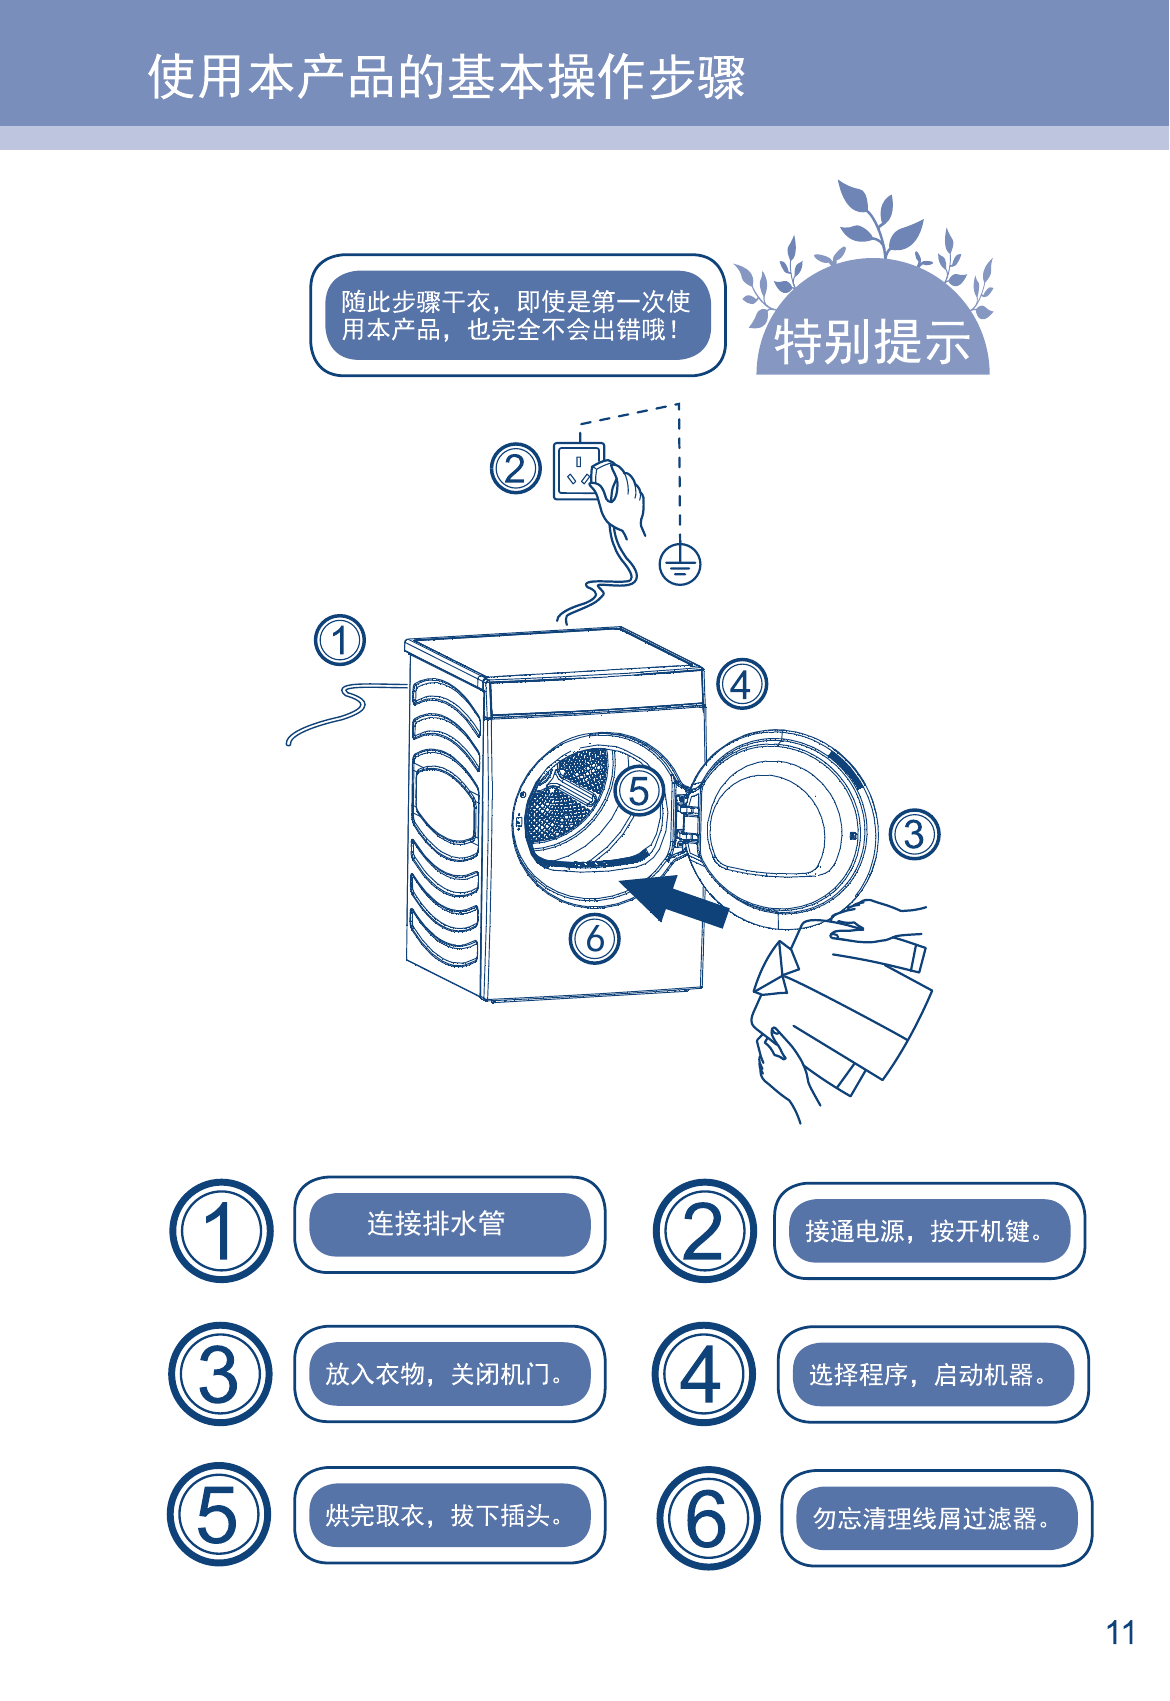 使用本产品的基本操作步骤
随此步骤干衣，即使是第一次使
用本产品，也完全不会出错哦！
特别提示
②
①
④
⑤
③
⑥
① 连接排水管
② 接通电源，按开机键。
③ 放入衣物，关闭机门。
④ 选择程序，启动机器。
⑤ 烘完取衣，拔下插头。
⑥ 勿忘清理线屑过滤器。
11